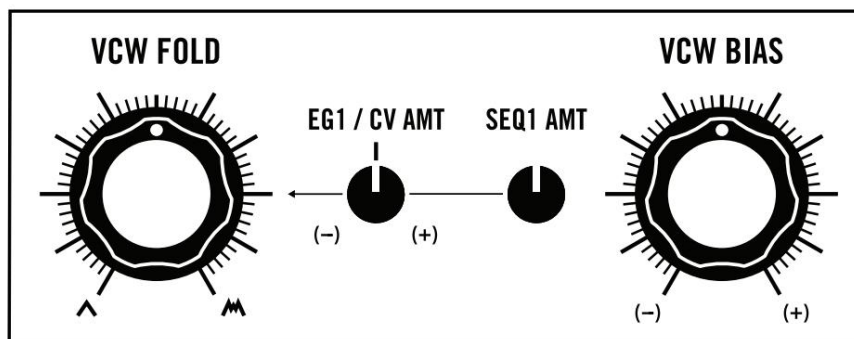 VCW FOLD
VCW BIAS
EG1 / CV AMT
SEQ1 AMT
(–)
(+)
(–)
(+)